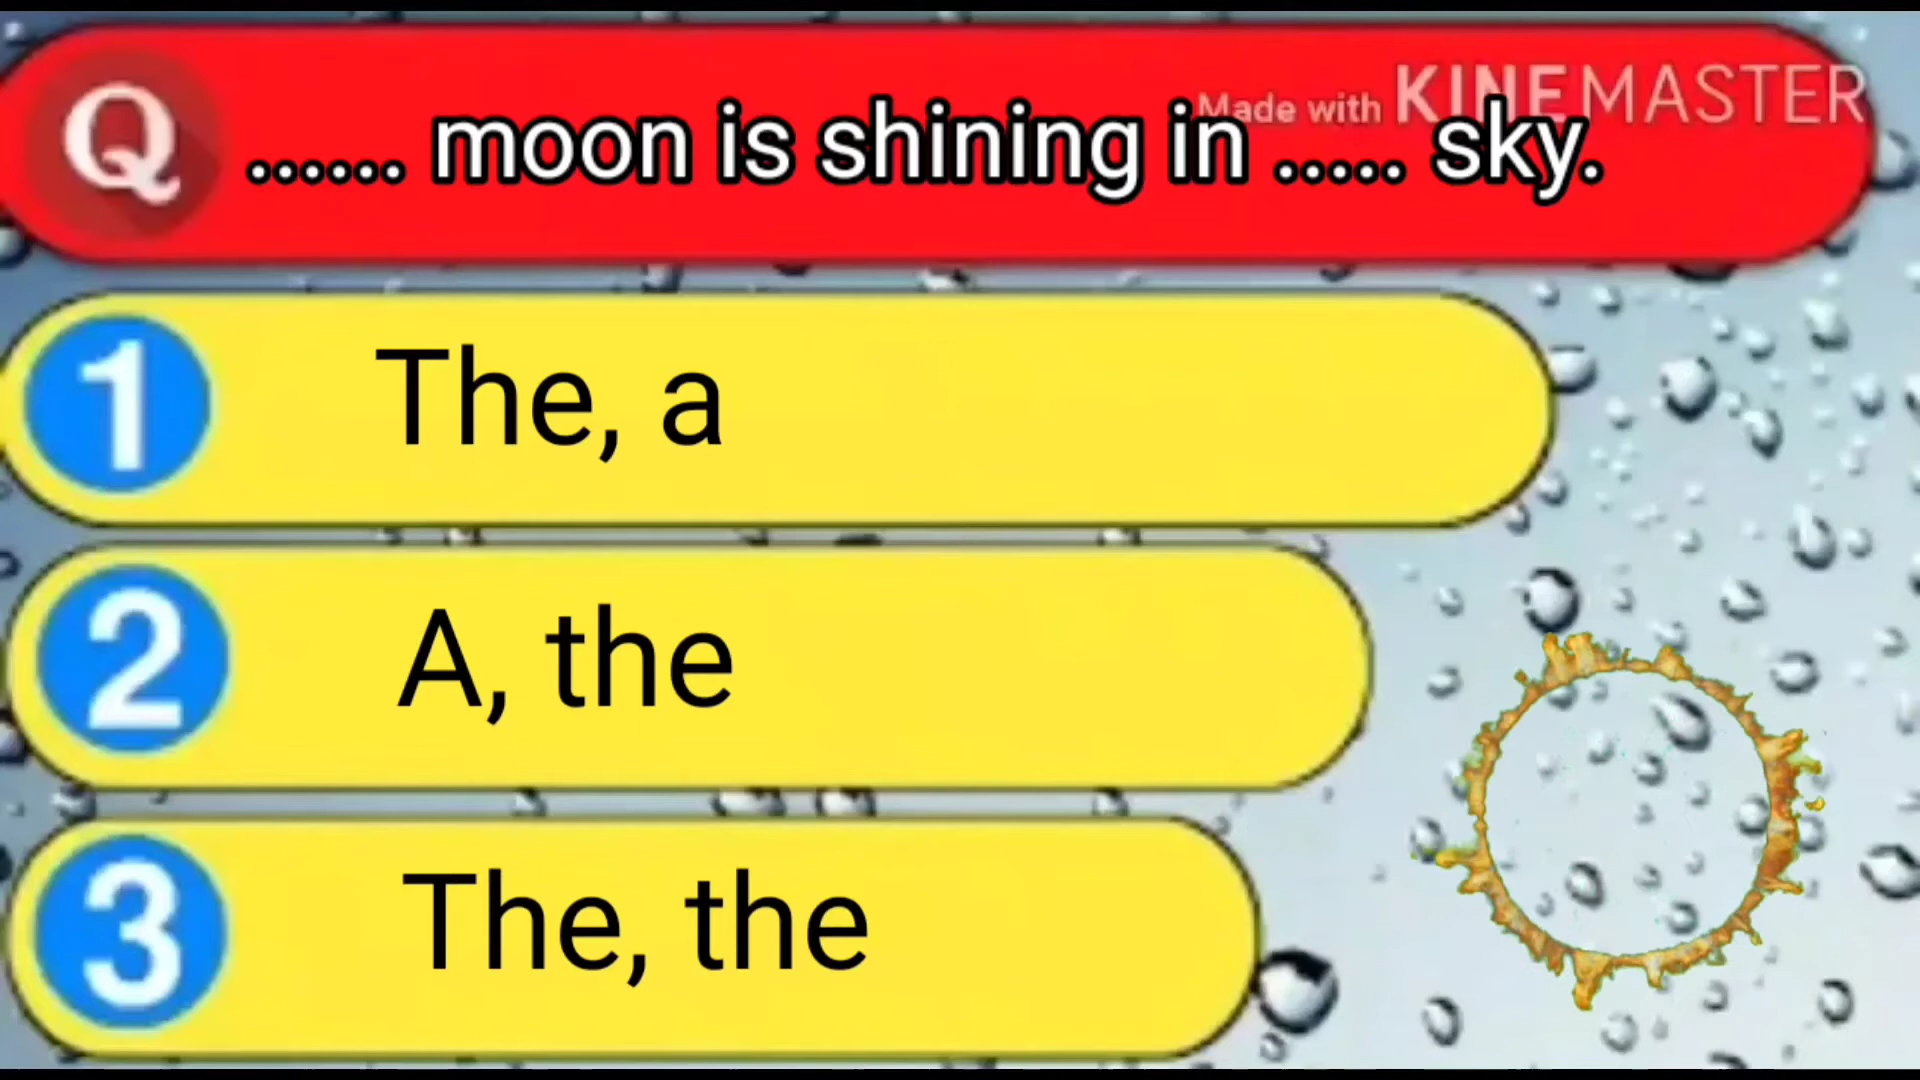 Made with KINEMASTER
Q ...... moon is shining in ..... sky.
1 The, a
2 A, the
3 The, the